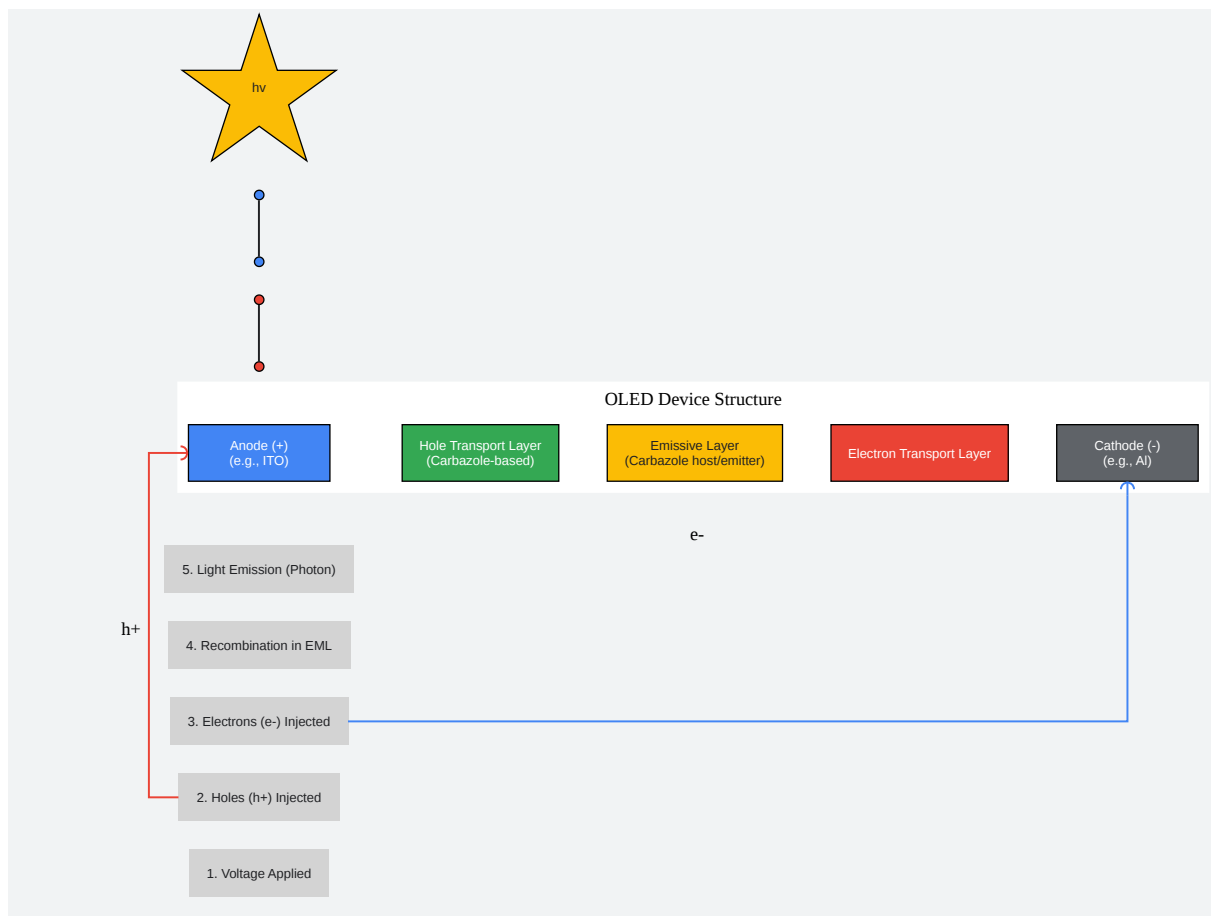 hv
OLED Device Structure
Anode (+)
(e.g., ITO)
Hole Transport Layer
(Carbazole-based)
Emissive Layer
(Carbazole host/emitter)
Electron Transport Layer
Cathode (-)
(e.g., Al)
e-
5. Light Emission (Photon)
h+
4. Recombination in EML
3. Electrons (e-) Injected
2. Holes (h+) Injected
1. Voltage Applied